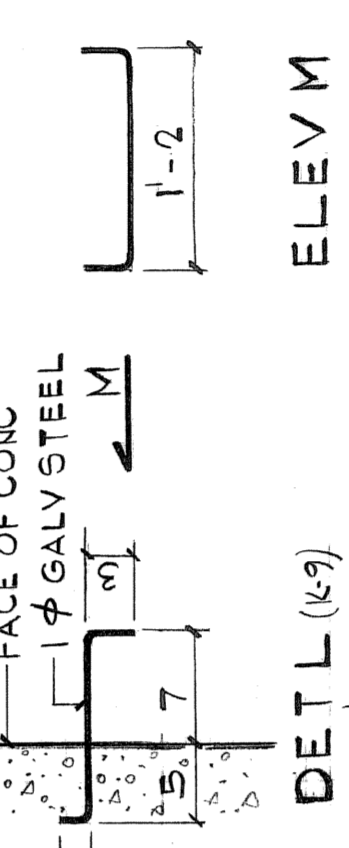 FACE OF CONC
1 ϕ GALV STEEL
M
3
5
7
1'-2
DETL (K-9)
ELEV M